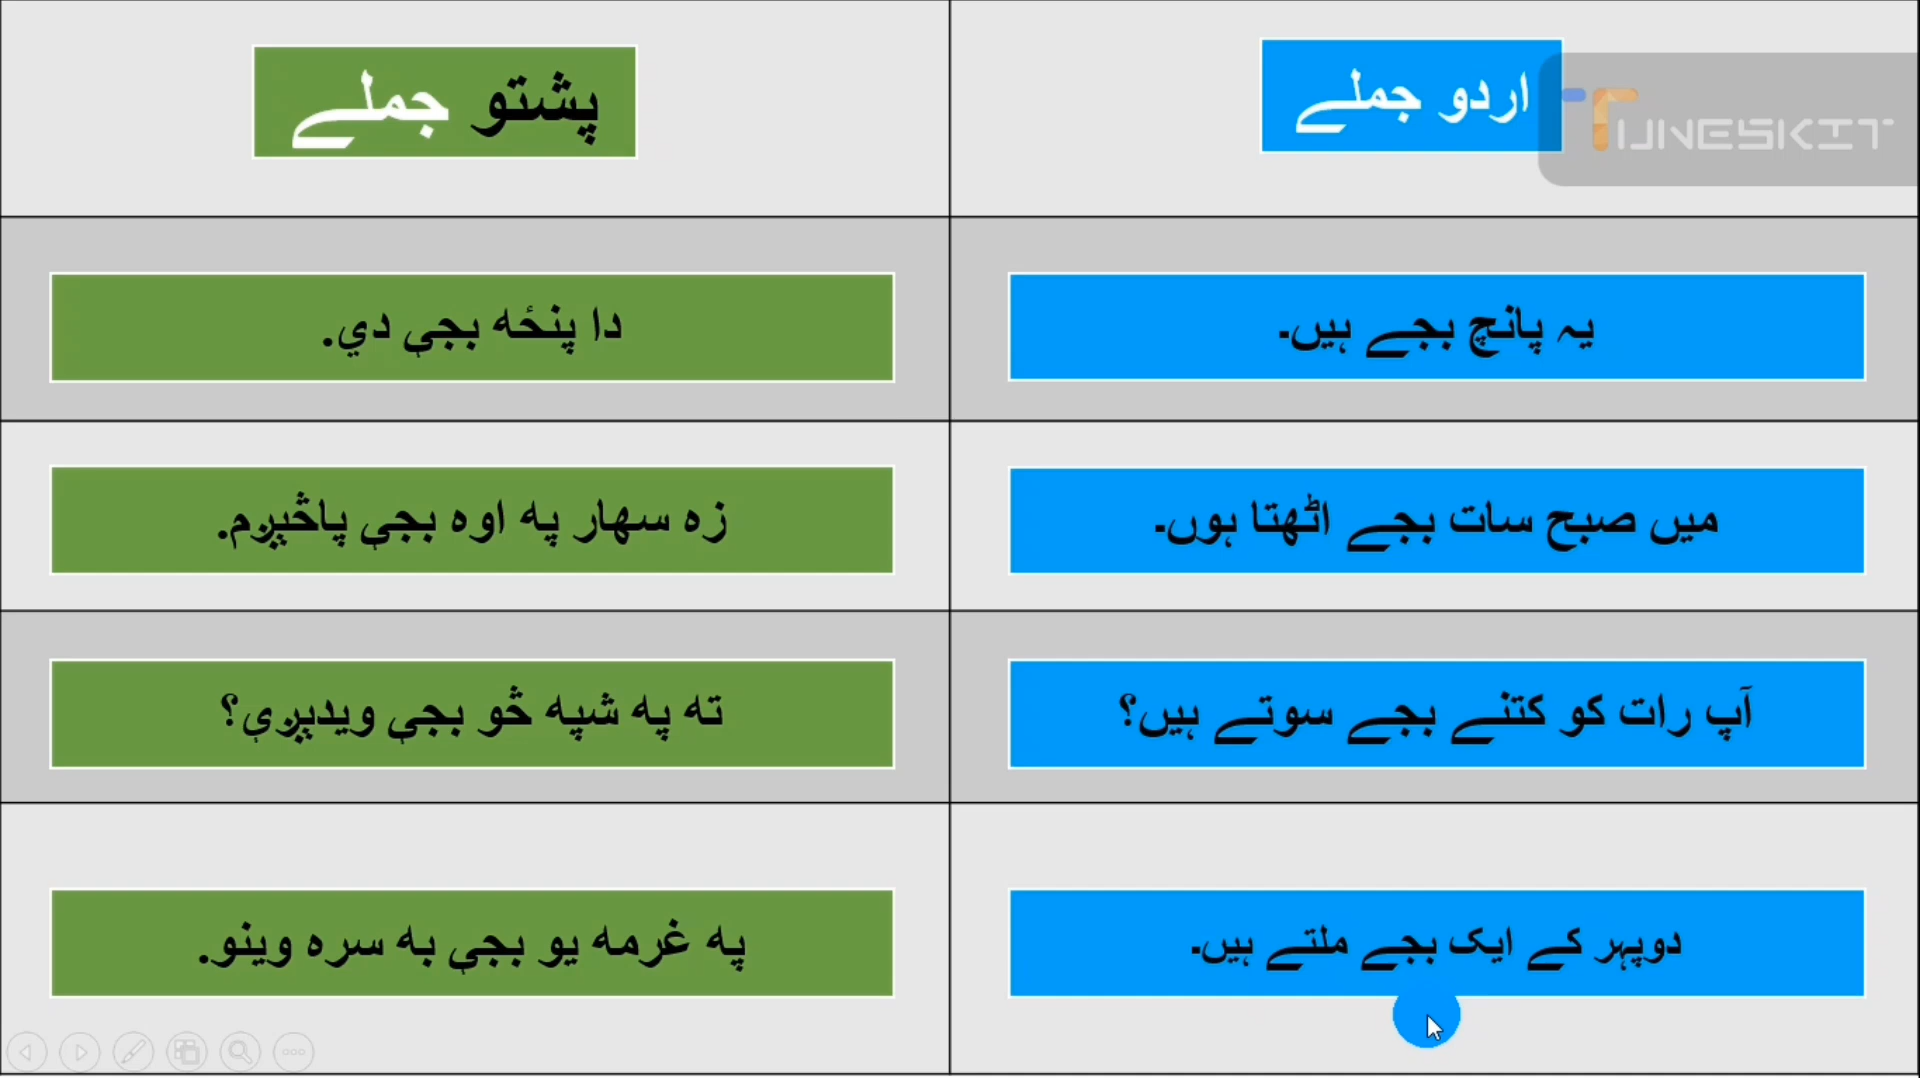 اردو جملے
پشتو جملے
TUNESKIT
یہ پانچ بجے ہیں۔
دا پنځه بجې دي.
میں صبح سات بجے اٹھتا ہوں۔
زه سهار په اوه بجې پاڅیږم.
آپ رات کو کتنے بجے سوتے ہیں؟
ته په شپه څو بجې ویدیږې؟
دوپہر کے ایک بجے ملتے ہیں۔
په غرمه یو بجې به سره وینو.